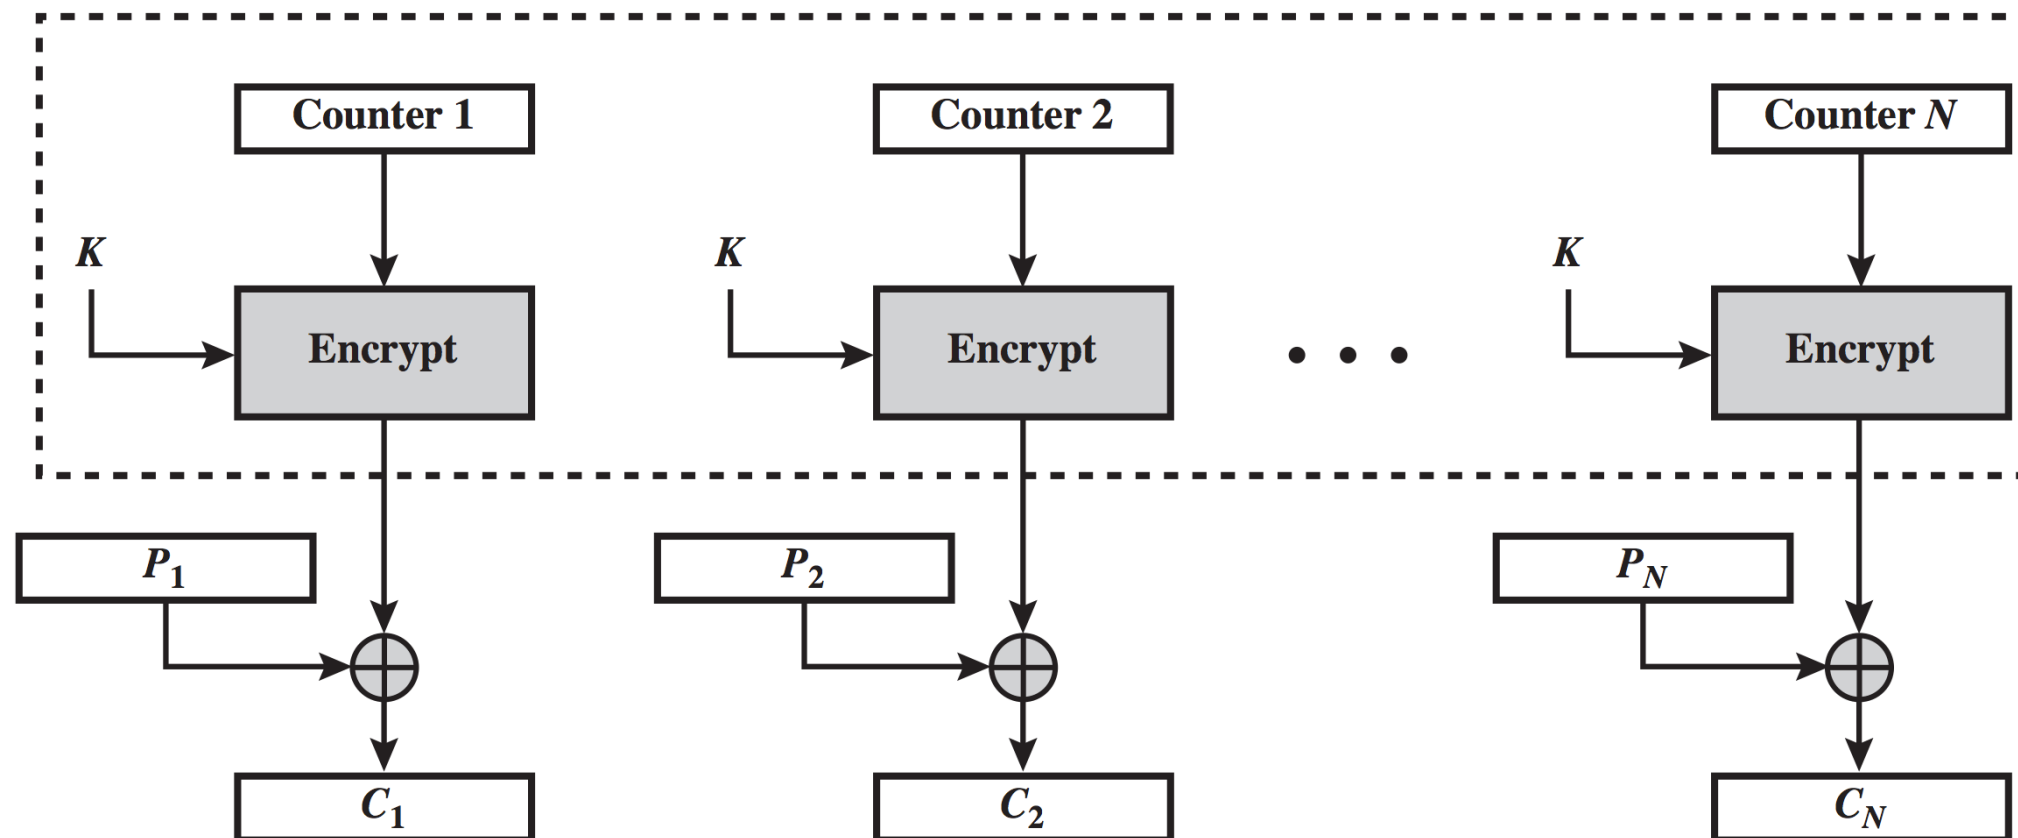 Counter 1 Counter 2 Counter N
K K K
Encrypt Encrypt Encrypt
P1 P2 PN
C1 C2 CN